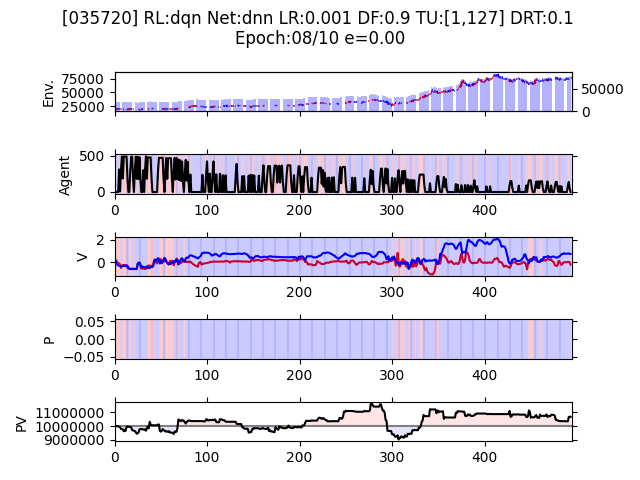 [035720] RL:dqn Net:dnn LR:0.001 DF:0.9 TU:[1,127] DRT:0.1
Epoch:08/10 e=0.00
Env.
75000
50000
25000
50000
0
Agent
500
0
0 100 200 300 400
V
2
0
0 100 200 300 400
P
0.05
0.00
−0.05
0 100 200 300 400
PV
11000000
10000000
9000000
0 100 200 300 400